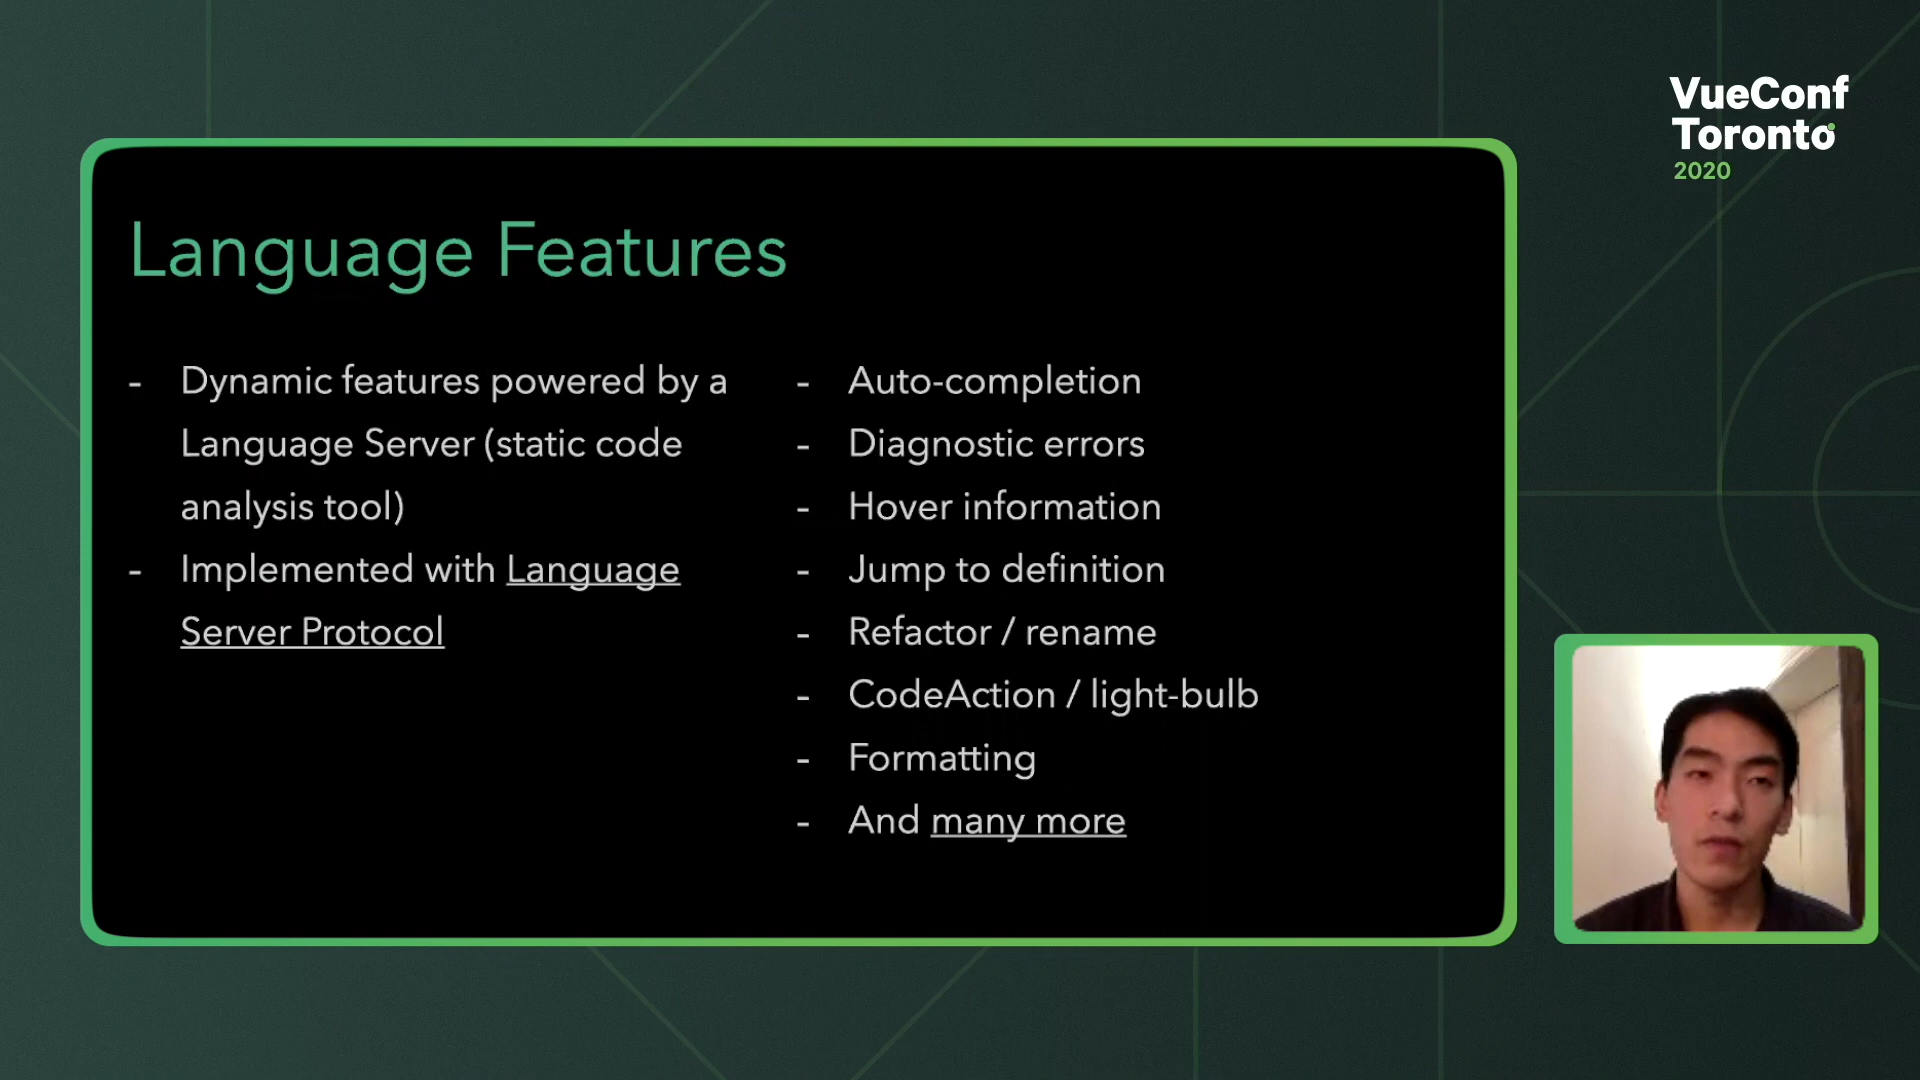 VueConf
Toronto
2020
Language Features
- Dynamic features powered by a
Language Server (static code
analysis tool)
- Implemented with Language
Server Protocol
- Auto-completion
- Diagnostic errors
- Hover information
- Jump to definition
- Refactor / rename
- CodeAction / light-bulb
- Formatting
- And many more